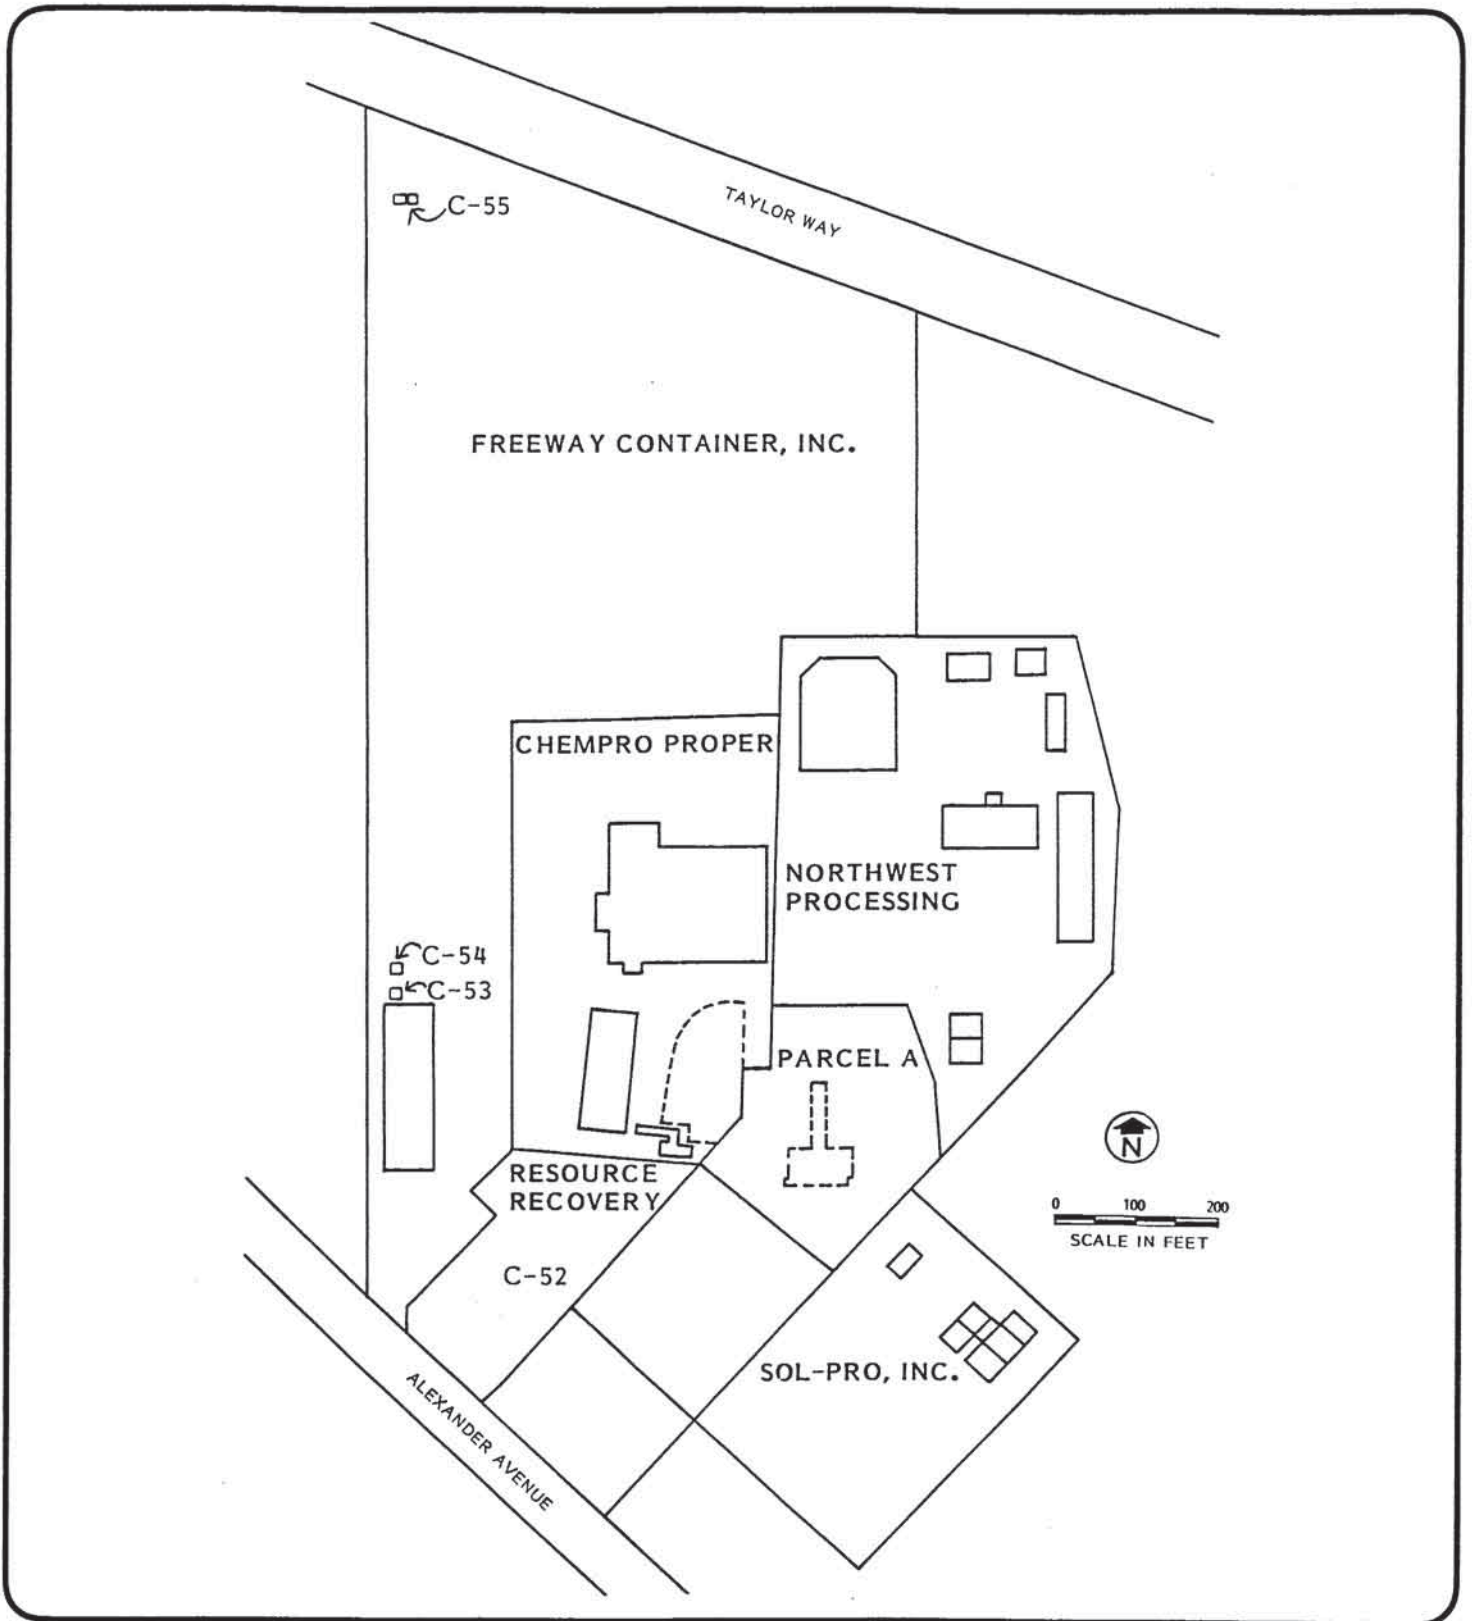 TAYLOR WAY
C-55
FREEWAY CONTAINER, INC.
CHEMPRO PROPER
NORTHWEST
PROCESSING
C-54
C-53
PARCEL A
N
RESOURCE
RECOVERY
0 100 200
SCALE IN FEET
C-52
SOL-PRO, INC.
ALEXANDER AVENUE